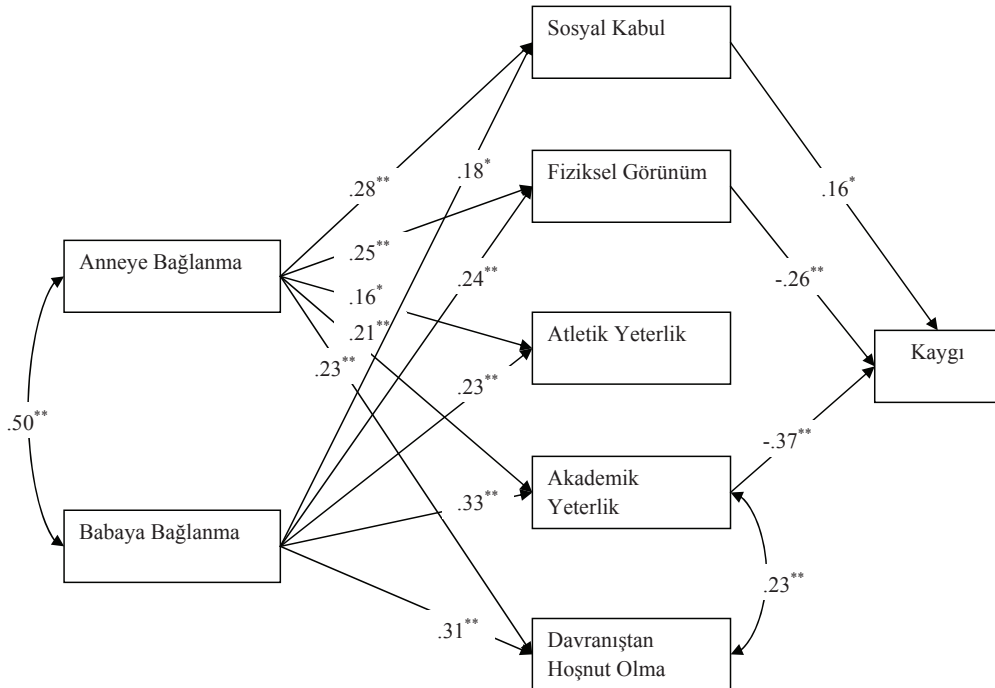 Sosyal Kabul
.18*
.16*
.28**
Fiziksel Görünüm
.25**
.24**
-.26**
Anneye Bağlanma
.16*
.21**
Atletik Yeterlik
Kaygı
.23**
.23**
.50**
-.37**
Akademik
Yeterlik
.33**
Babaya Bağlanma
.23**
.31**
Davranıştan
Hoşnut Olma